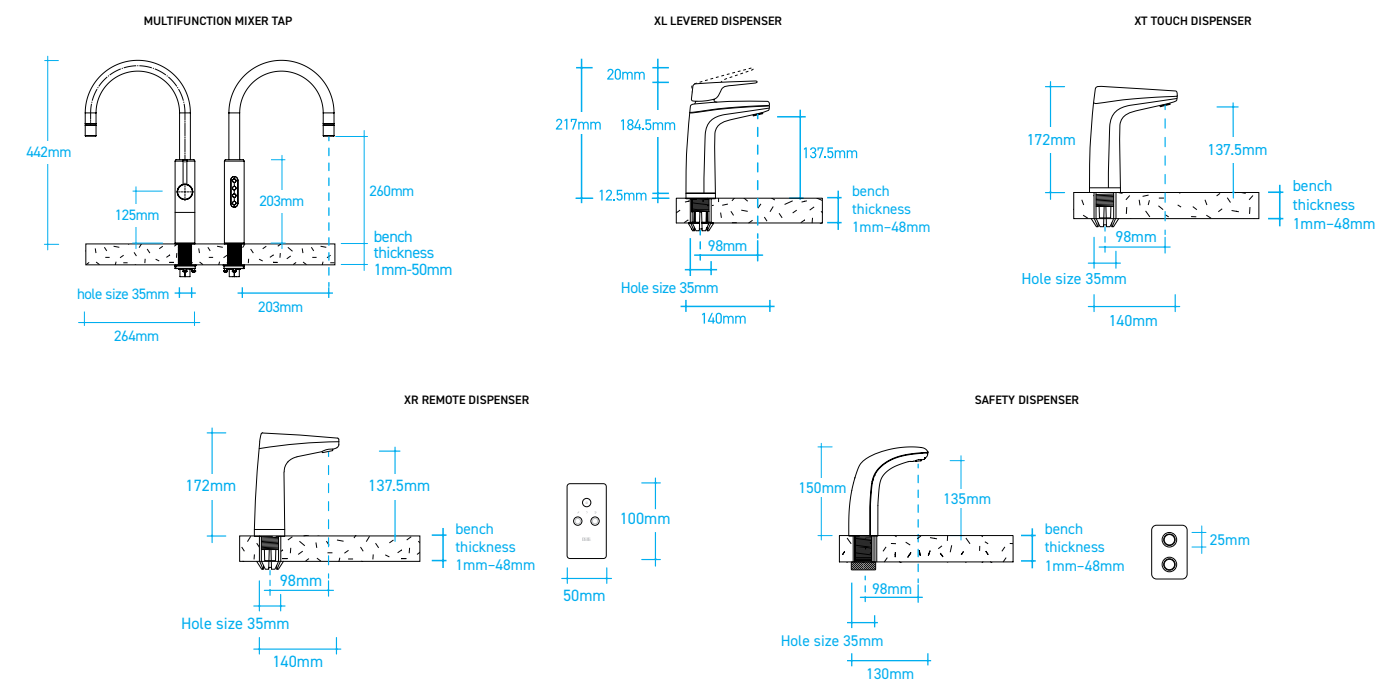 MULTIFUNCTION MIXER TAP
442mm
125mm
203mm
260mm
bench
thickness
1mm-50mm
hole size 35mm
203mm
264mm
XL LEVERED DISPENSER
20mm
217mm
184.5mm
137.5mm
12.5mm
bench
thickness
1mm–48mm
98mm
Hole size 35mm
140mm
XT TOUCH DISPENSER
172mm
137.5mm
bench
thickness
1mm–48mm
98mm
Hole size 35mm
140mm
XR REMOTE DISPENSER
172mm
137.5mm
bench
thickness
1mm–48mm
98mm
Hole size 35mm
140mm
100mm
50mm
SAFETY DISPENSER
150mm
135mm
bench
thickness
1mm–48mm
98mm
Hole size 35mm
130mm
25mm